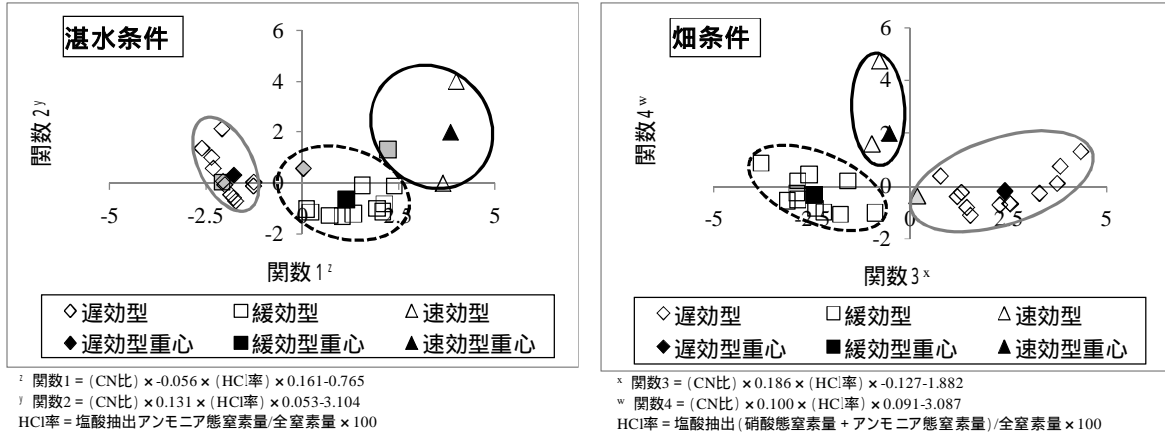 湛水条件
6
4
2
0
-2
-5
-2.5
0
2.5
5
関数2 y
関数1 z
◇遅効型 □緩効型 △速効型
◆遅効型重心 ■緩効型重心 ▲速効型重心
z 関数1 = (CN比) × -0.056 × (HCl率) × 0.161-0.765
y 関数2 = (CN比) × 0.131 × (HCl率) × 0.053-3.104
HCl率 = 塩酸抽出アンモニア態窒素量/全窒素量 × 100
畑条件
6
4
2
0
-2
-5
-2.5
0
2.5
5
関数4 w
関数3 x
◇遅効型 □緩効型 △速効型
◆遅効型重心 ■緩効型重心 ▲速効型重心
x 関数3 = (CN比) × 0.186 × (HCl率) × -0.127-1.882
w 関数4 = (CN比) × 0.100 × (HCl率) × 0.091-3.087
HCl率 = 塩酸抽出(硝酸態窒素量 + アンモニア態窒素量)/全窒素量 × 100